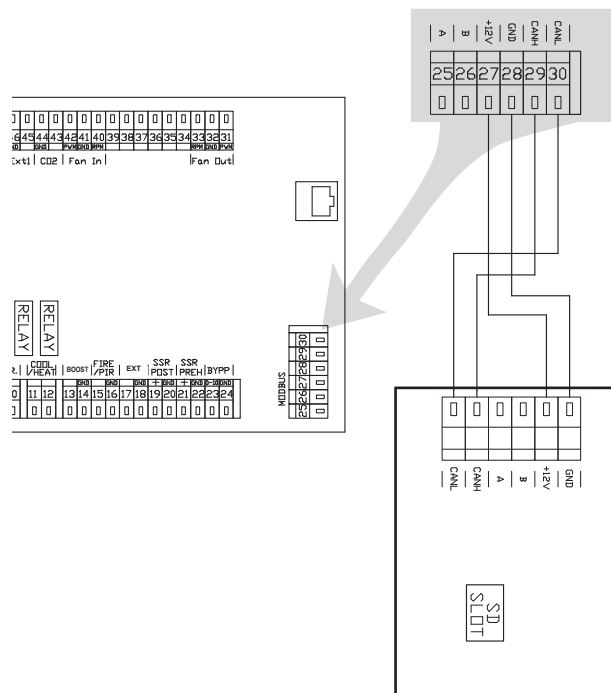 A B +12V GND CANH CANL
25 26 27 28 29 30
45 44 43 42 41 40 39 38 37 36 35 34 33 32 31
GND PWM GND RPM RPM GND PWM
Ext1 CO2 Fan In Fan Out
RELAY RELAY
MODBUS
25 26 27 28 29 30
COOL /HEAT BOOST FIRE /PIR EXT SSR POST SSR PREH BYPP
GND GND GND + GND + GND 0-10 GND
11 12 13 14 15 16 17 18 19 20 21 22 23 24
CANL CANH A B +12V GND
SD
SLOT